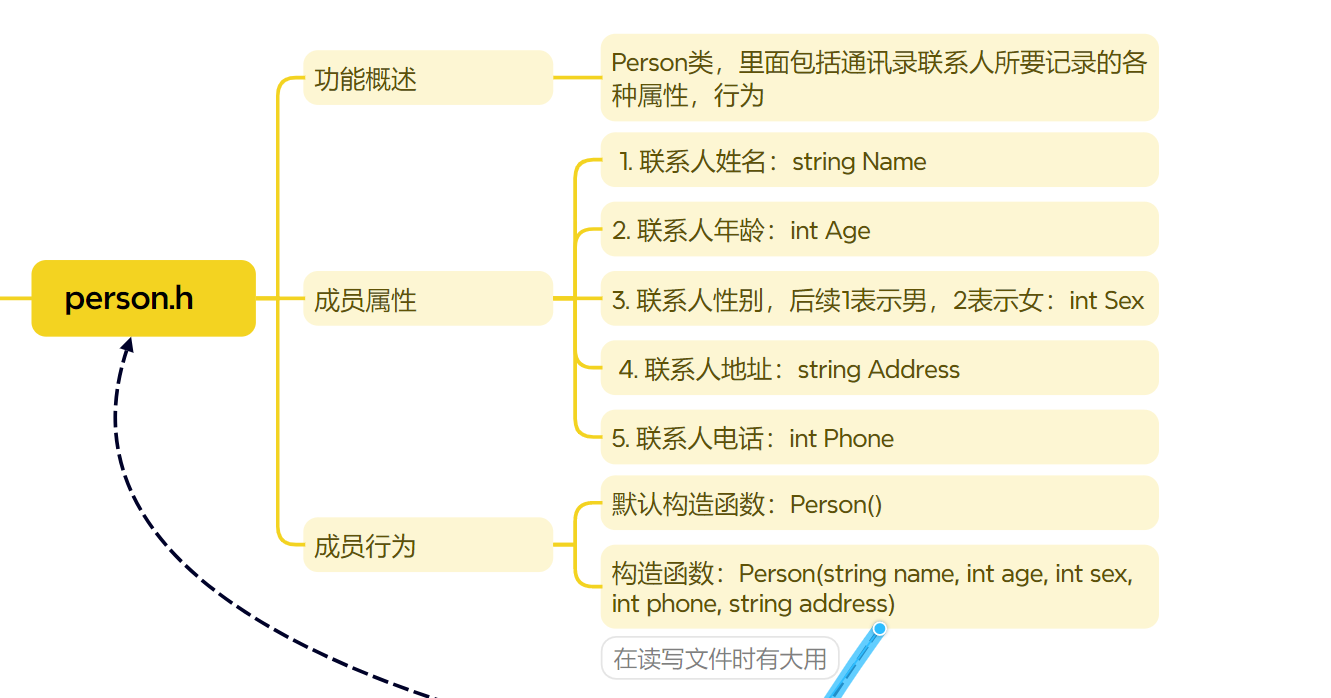 person.h
功能概述
Person类，里面包括通讯录联系人所要记录的各
种属性，行为
成员属性
1. 联系人姓名：string Name
2. 联系人年龄：int Age
3. 联系人性别，后续1表示男，2表示女：int Sex
4. 联系人地址：string Address
5. 联系人电话：int Phone
成员行为
默认构造函数：Person()
构造函数：Person(string name, int age, int sex,
int phone, string address)
在读写文件时有大用